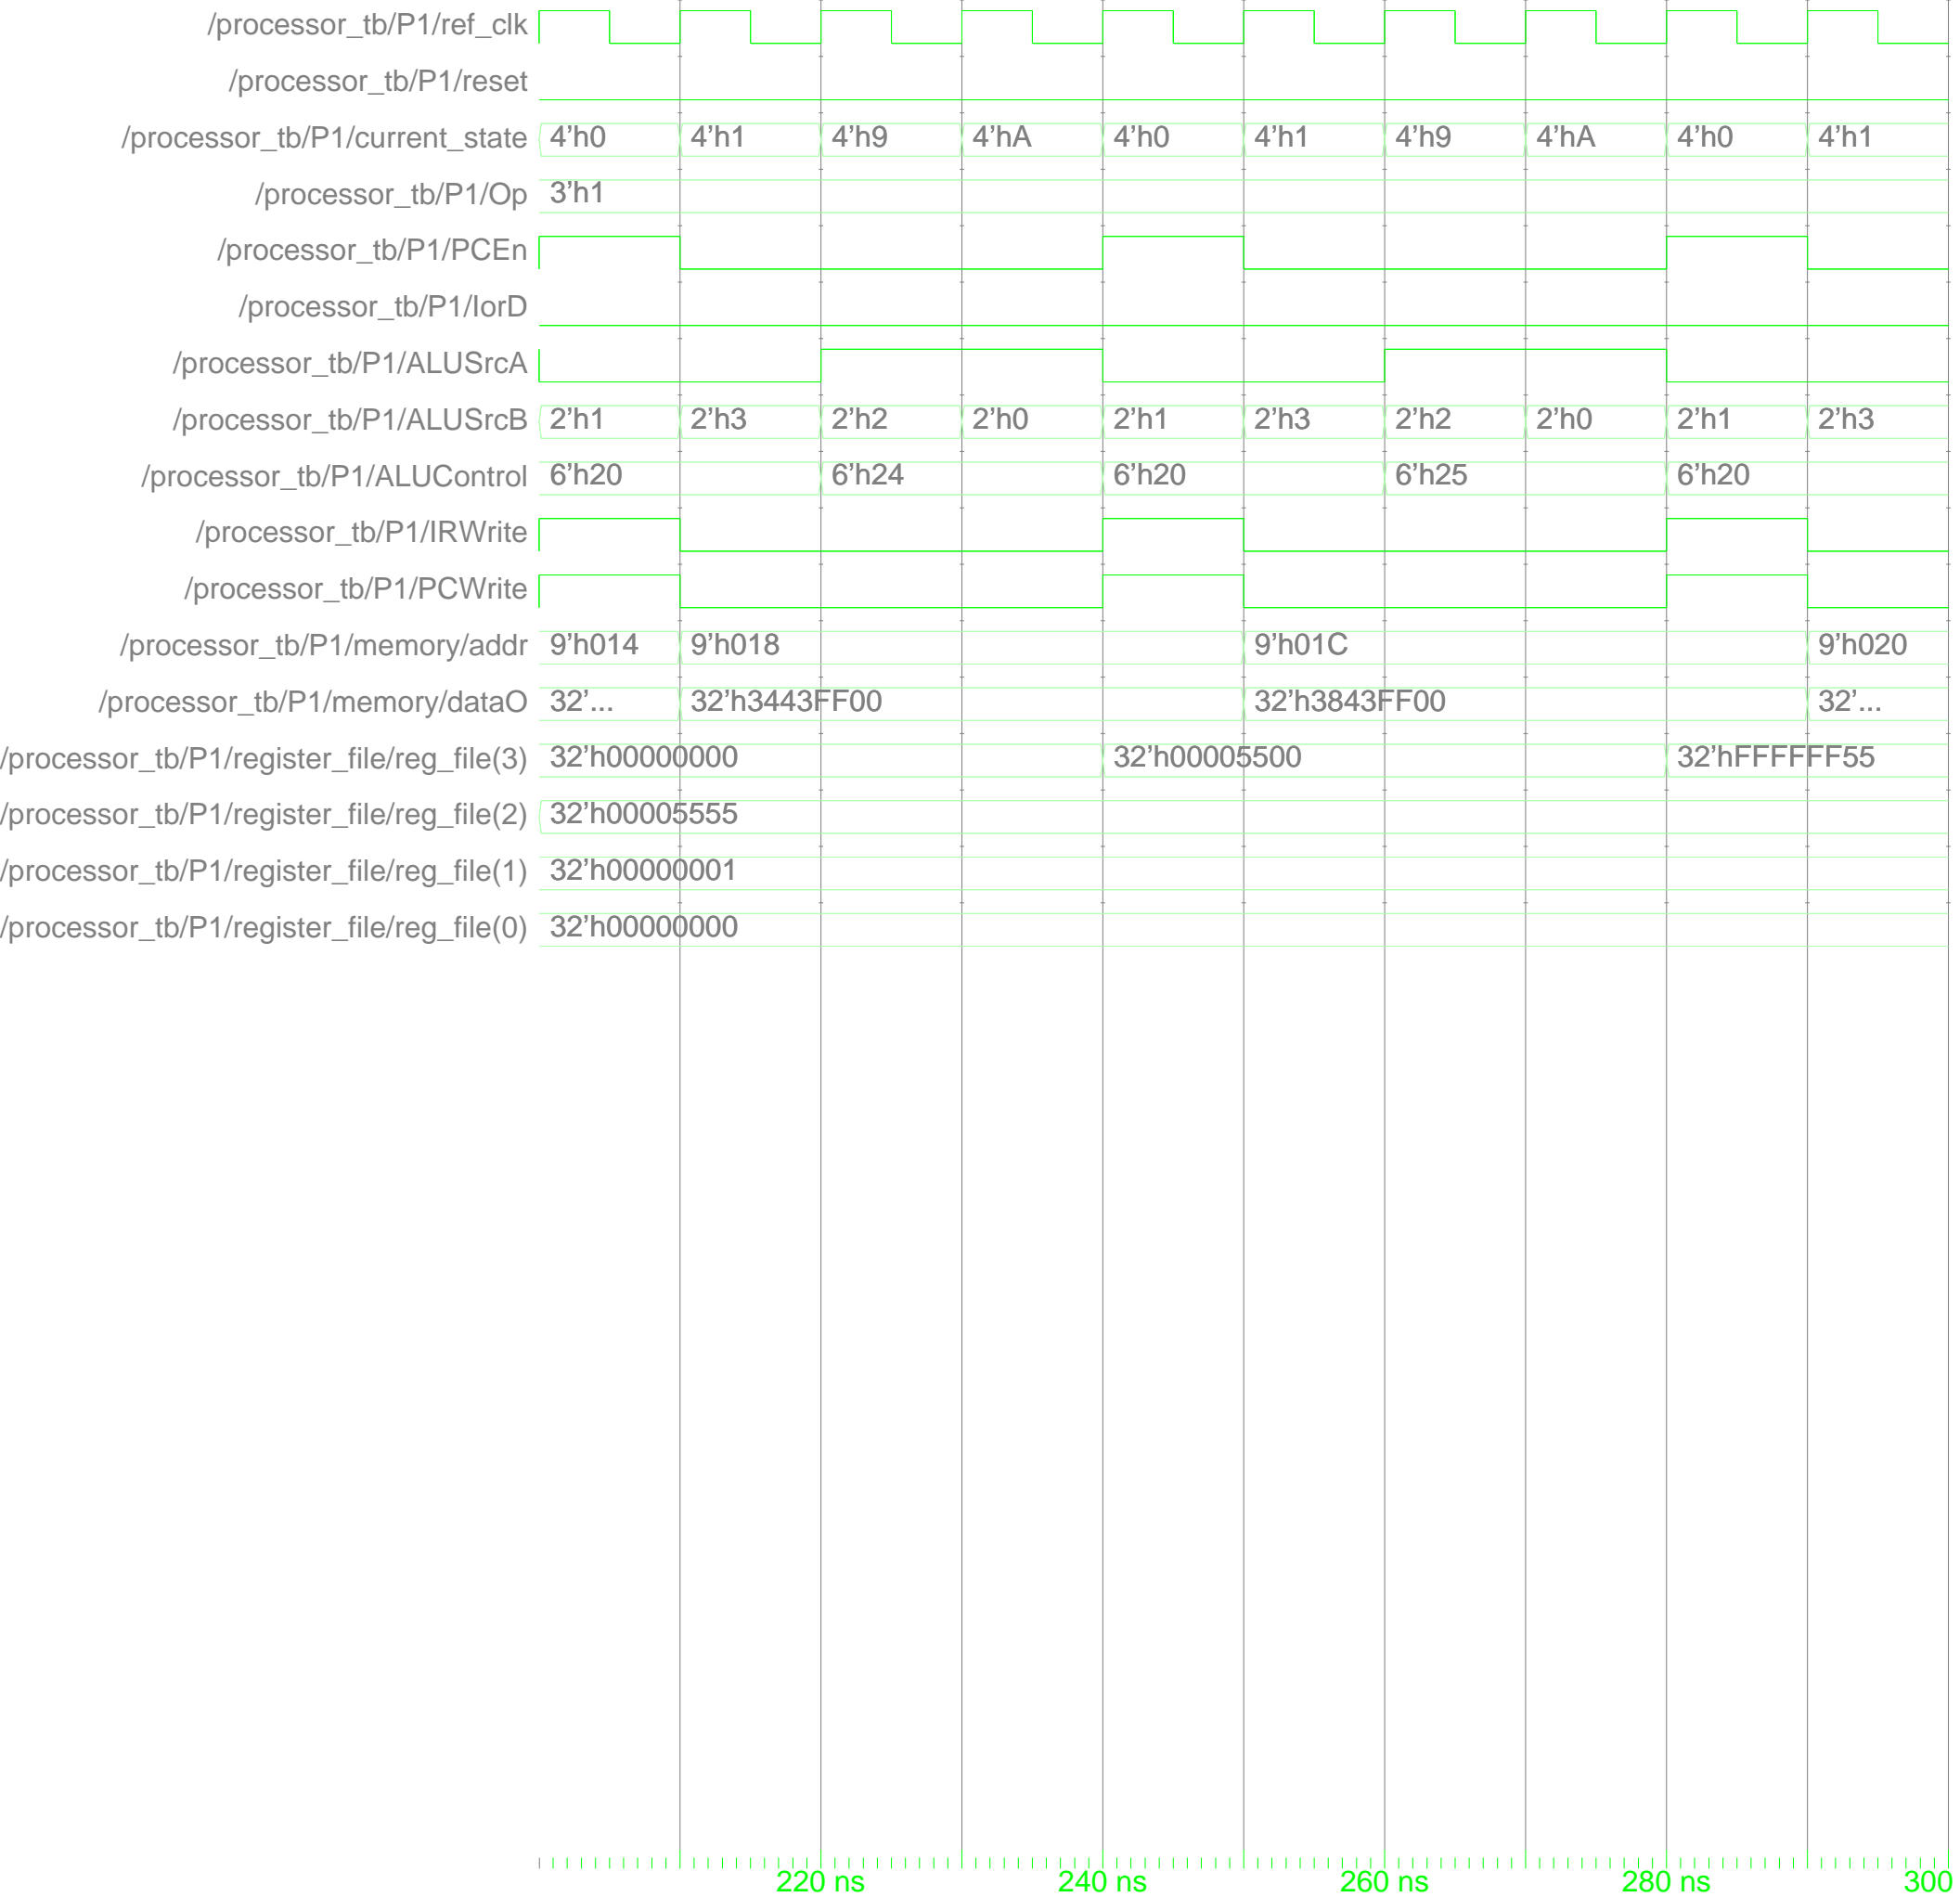 /processor_tb/P1/ref_clk
/processor_tb/P1/reset
/processor_tb/P1/current_state 4'h0 4'h1 4'h9 4'hA 4'h0 4'h1 4'h9 4'hA 4'h0 4'h1
/processor_tb/P1/Op 3'h1
/processor_tb/P1/PCEn
/processor_tb/P1/IorD
/processor_tb/P1/ALUSrcA
/processor_tb/P1/ALUSrcB 2'h1 2'h3 2'h2 2'h0 2'h1 2'h3 2'h2 2'h0 2'h1 2'h3
/processor_tb/P1/ALUControl 6'h20 6'h24 6'h20 6'h25 6'h20
/processor_tb/P1/IRWrite
/processor_tb/P1/PCWrite
/processor_tb/P1/memory/addr 9'h014 9'h018 9'h01C 9'h020
/processor_tb/P1/memory/dataO 32'... 32'h3443FF00 32'h3843FF00 32'...
/processor_tb/P1/register_file/reg_file(3) 32'h00000000 32'h00005500 32'hFFFFFF55
/processor_tb/P1/register_file/reg_file(2) 32'h00005555
/processor_tb/P1/register_file/reg_file(1) 32'h00000001
/processor_tb/P1/register_file/reg_file(0) 32'h00000000
220 ns 240 ns 260 ns 280 ns 300